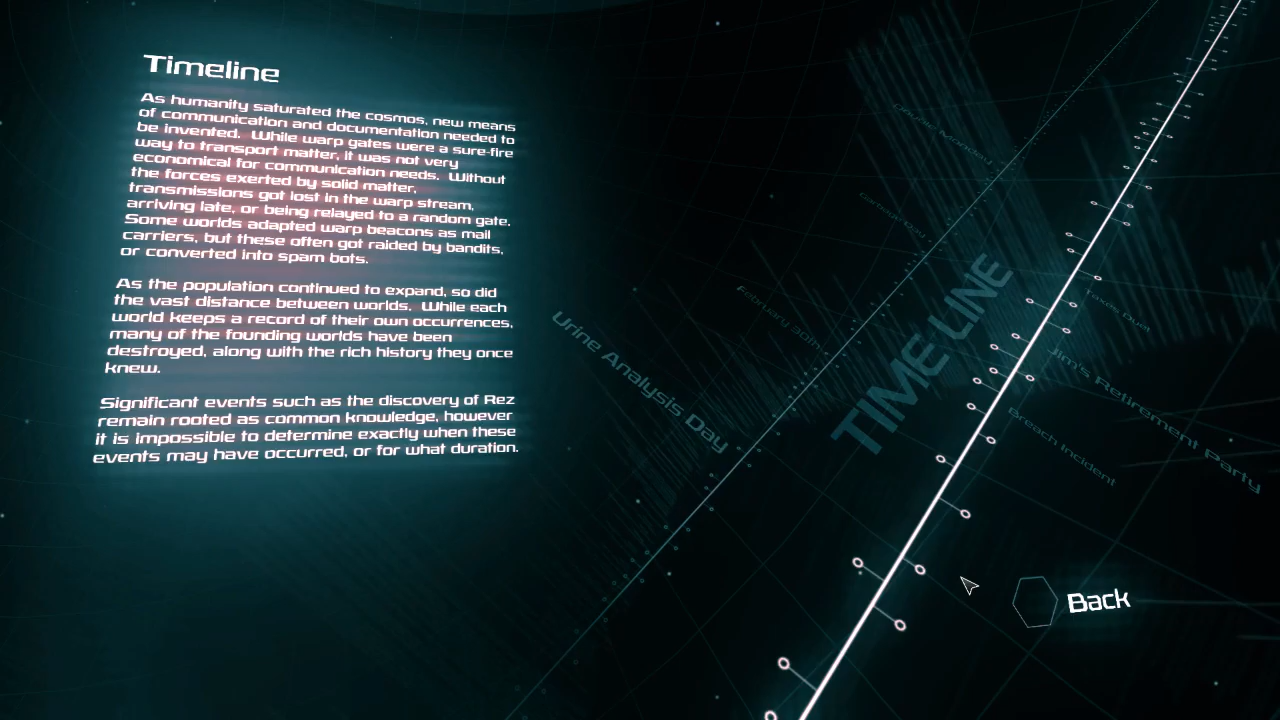 Timeline
As humanity saturated the cosmos, new means
of communication and documentation needed to
be invented.  While warp gates were a sure-fire
way to transport matter, it was not very
economical for communication needs.  Without
the forces exerted by solid matter,
transmissions got lost in the warp stream,
arriving late, or being relayed to a random gate.
Some worlds adapted warp beacons as mail
carriers, but these often got raided by bandits,
or converted into spam bots.
As the population continued to expand, so did
the vast distance between worlds.  While each
world keeps a record of their own occurrences,
many of the founding worlds have been
destroyed, along with the rich history they once
knew.
Significant events such as the discovery of Rez
remain rooted as common knowledge, however
it is impossible to determine exactly when these
events may have occurred, or for what duration.
Urine Analysis Day
February 30th
TIME LINE
Taxes Due!
Jim's Retirement Party
Breach Incident
Back